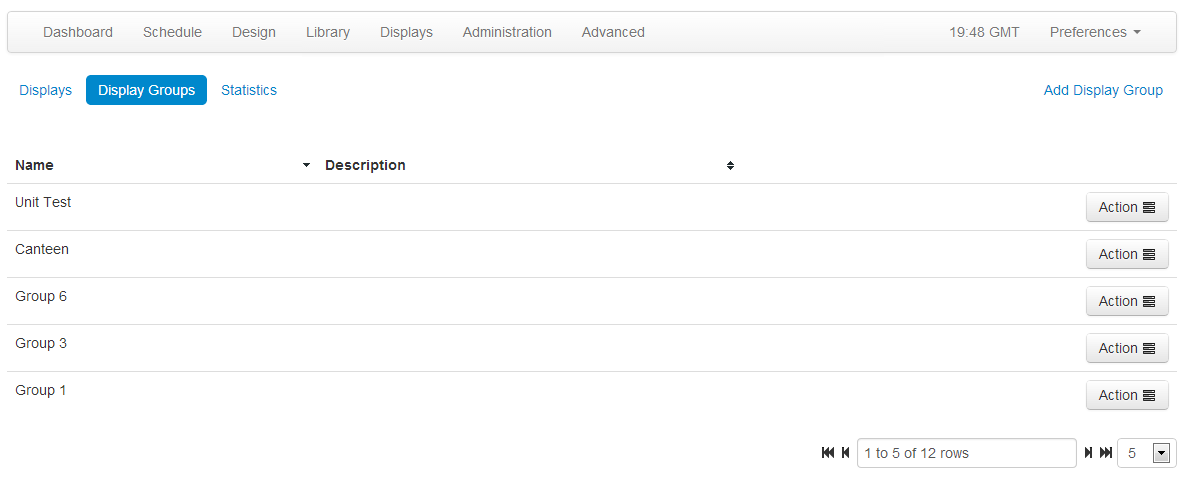 Dashboard Schedule Design Library Displays Administration Advanced 19:48 GMT Preferences
Displays Display Groups Statistics Add Display Group
Name Description
Unit Test Action
Canteen Action
Group 6 Action
Group 3 Action
Group 1 Action
1 to 5 of 12 rows 5